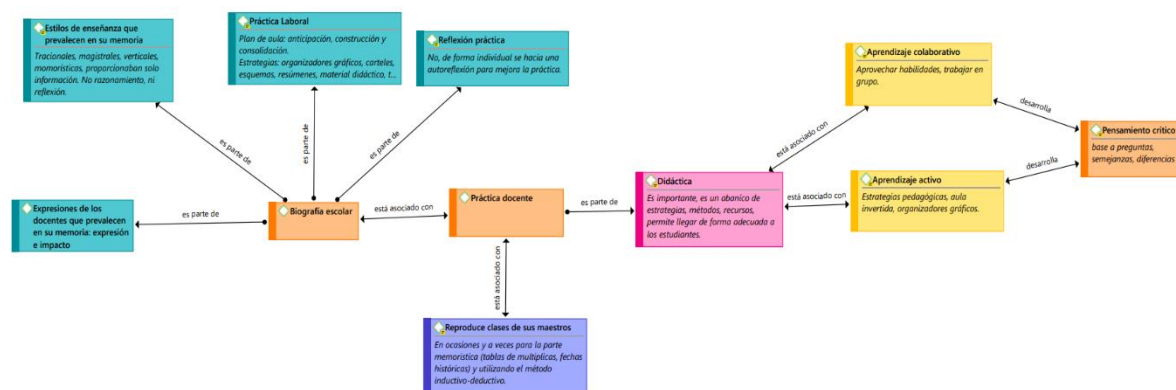 Estilos de enseñanza que
prevalecen en su memoria
Tracionales, magistrales, verticales,
momorísticas, proporcionaban solo
información. No razonamiento, ni
reflexión.
Práctica Laboral
Plan de aula: anticipación, construcción y
consolidación.
Estrategias: organizadores gráficos, carteles,
esquemas, resúmenes, material didáctico, t...
Reflexión práctica
No, de forma individual se hacia una
autoreflexión para mejora la práctica.
es parte de
es parte de
es parte de
Expresiones de los
docentes que prevalecen
en su memoria: expresión
e impacto
es parte de
Biografía escolar
está asociado con
Práctica docente
es parte de
está asociado con
Reproduce clases de sus maestros
En ocasiones y a veces para la parte
memorística (tablas de multiplicas, fechas
históricas) y utilizando el método
inductivo-deductivo.
Didáctica
Es importante, es un abanico de
estrategias, métodos, recursos,
permite llegar de forma adecuada a
los estudiantes.
está asociado con
está asociado con
Aprendizaje colaborativo
Aprovechar habilidades, trabajar en
grupo.
Aprendizaje activo
Estrategias pedagógicas, aula
invertida, organizadores gráficos.
desarrolla
desarrolla
Pensamiento crítico
base a preguntas,
semejanzas, diferencias